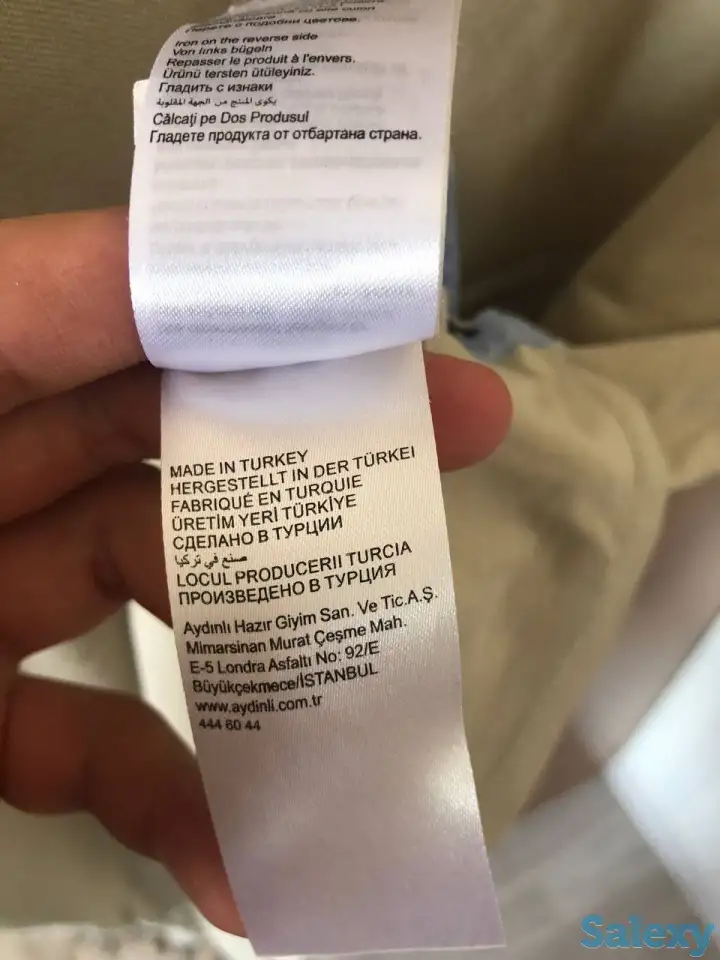 Перете с подобни цветове.
Iron on the reverse side
Von links bügeln
Repasser le produit à l'envers.
Ürünü tersten ütüleyiniz.
Гладить с изнаки
يكوى المنتج من الجهة المقلوبة
Călcaţi pe Dos Produsul
Гладете продукта от отбартана страна.
MADE IN TURKEY
HERGESTELLT IN DER TÜRKEI
FABRIQUÉ EN TURQUIE
ÜRETİM YERİ TÜRKİYE
СДЕЛАНО В ТУРЦИИ
صنع في تركيا
LOCUL PRODUCERII TURCIA
ПРОИЗВЕДЕНО В ТУРЦИЯ
Aydınlı Hazır Giyim San. Ve Tic.A.Ş.
Mimarsinan Murat Çeşme Mah.
E-5 Londra Asfaltı No: 92/E
Büyükçekmece/İSTANBUL
www.aydinli.com.tr
444 60 44
Salexy